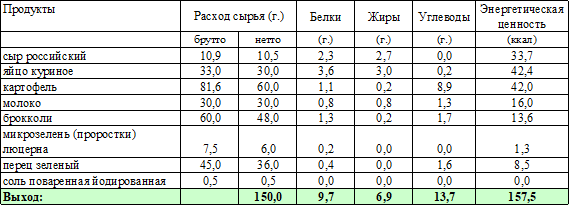 Продукты Расход сырья (г.) Белки Жиры Углеводы Энергетическая ценность
брутто нетто (г.) (г.) (г.) (ккал)
сыр российский 10,9 10,5 2,3 2,7 0,0 33,7
яйцо куриное 33,0 30,0 3,6 3,0 0,2 42,4
картофель 81,6 60,0 1,1 0,2 8,9 42,0
молоко 30,0 30,0 0,8 0,8 1,3 16,0
брокколи 60,0 48,0 1,3 0,2 1,7 13,6
микрозелень (проростки)
люцерна 7,5 6,0 0,2 0,0 0,0 1,3
перец зеленый 45,0 36,0 0,4 0,0 1,6 8,5
соль поваренная йодированная 0,5 0,5 0,0 0,0 0,0 0,0
Выход: 150,0 9,7 6,9 13,7 157,5